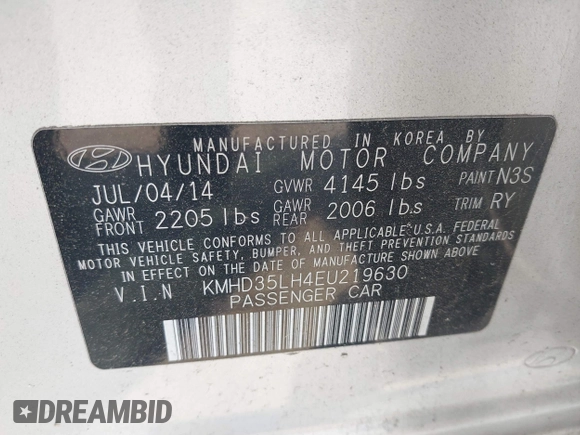 MANUFACTURED IN KOREA BY
HYUNDAI MOTOR COMPANY
JUL/04/14 GVWR 4145 lbs PAINT N3S
GAWR FRONT 2205 lbs GAWR REAR 2006 lbs TRIM RY
THIS VEHICLE CONFORMS TO ALL APPLICABLE U.S.A. FEDERAL
MOTOR VEHICLE SAFETY, BUMPER, AND THEFT PREVENTION STANDARDS
IN EFFECT ON THE DATE OF MANUFACTURE SHOWN ABOVE.
V.I.N KMHD35LH4EU219630
PASSENGER CAR
DREAMBID